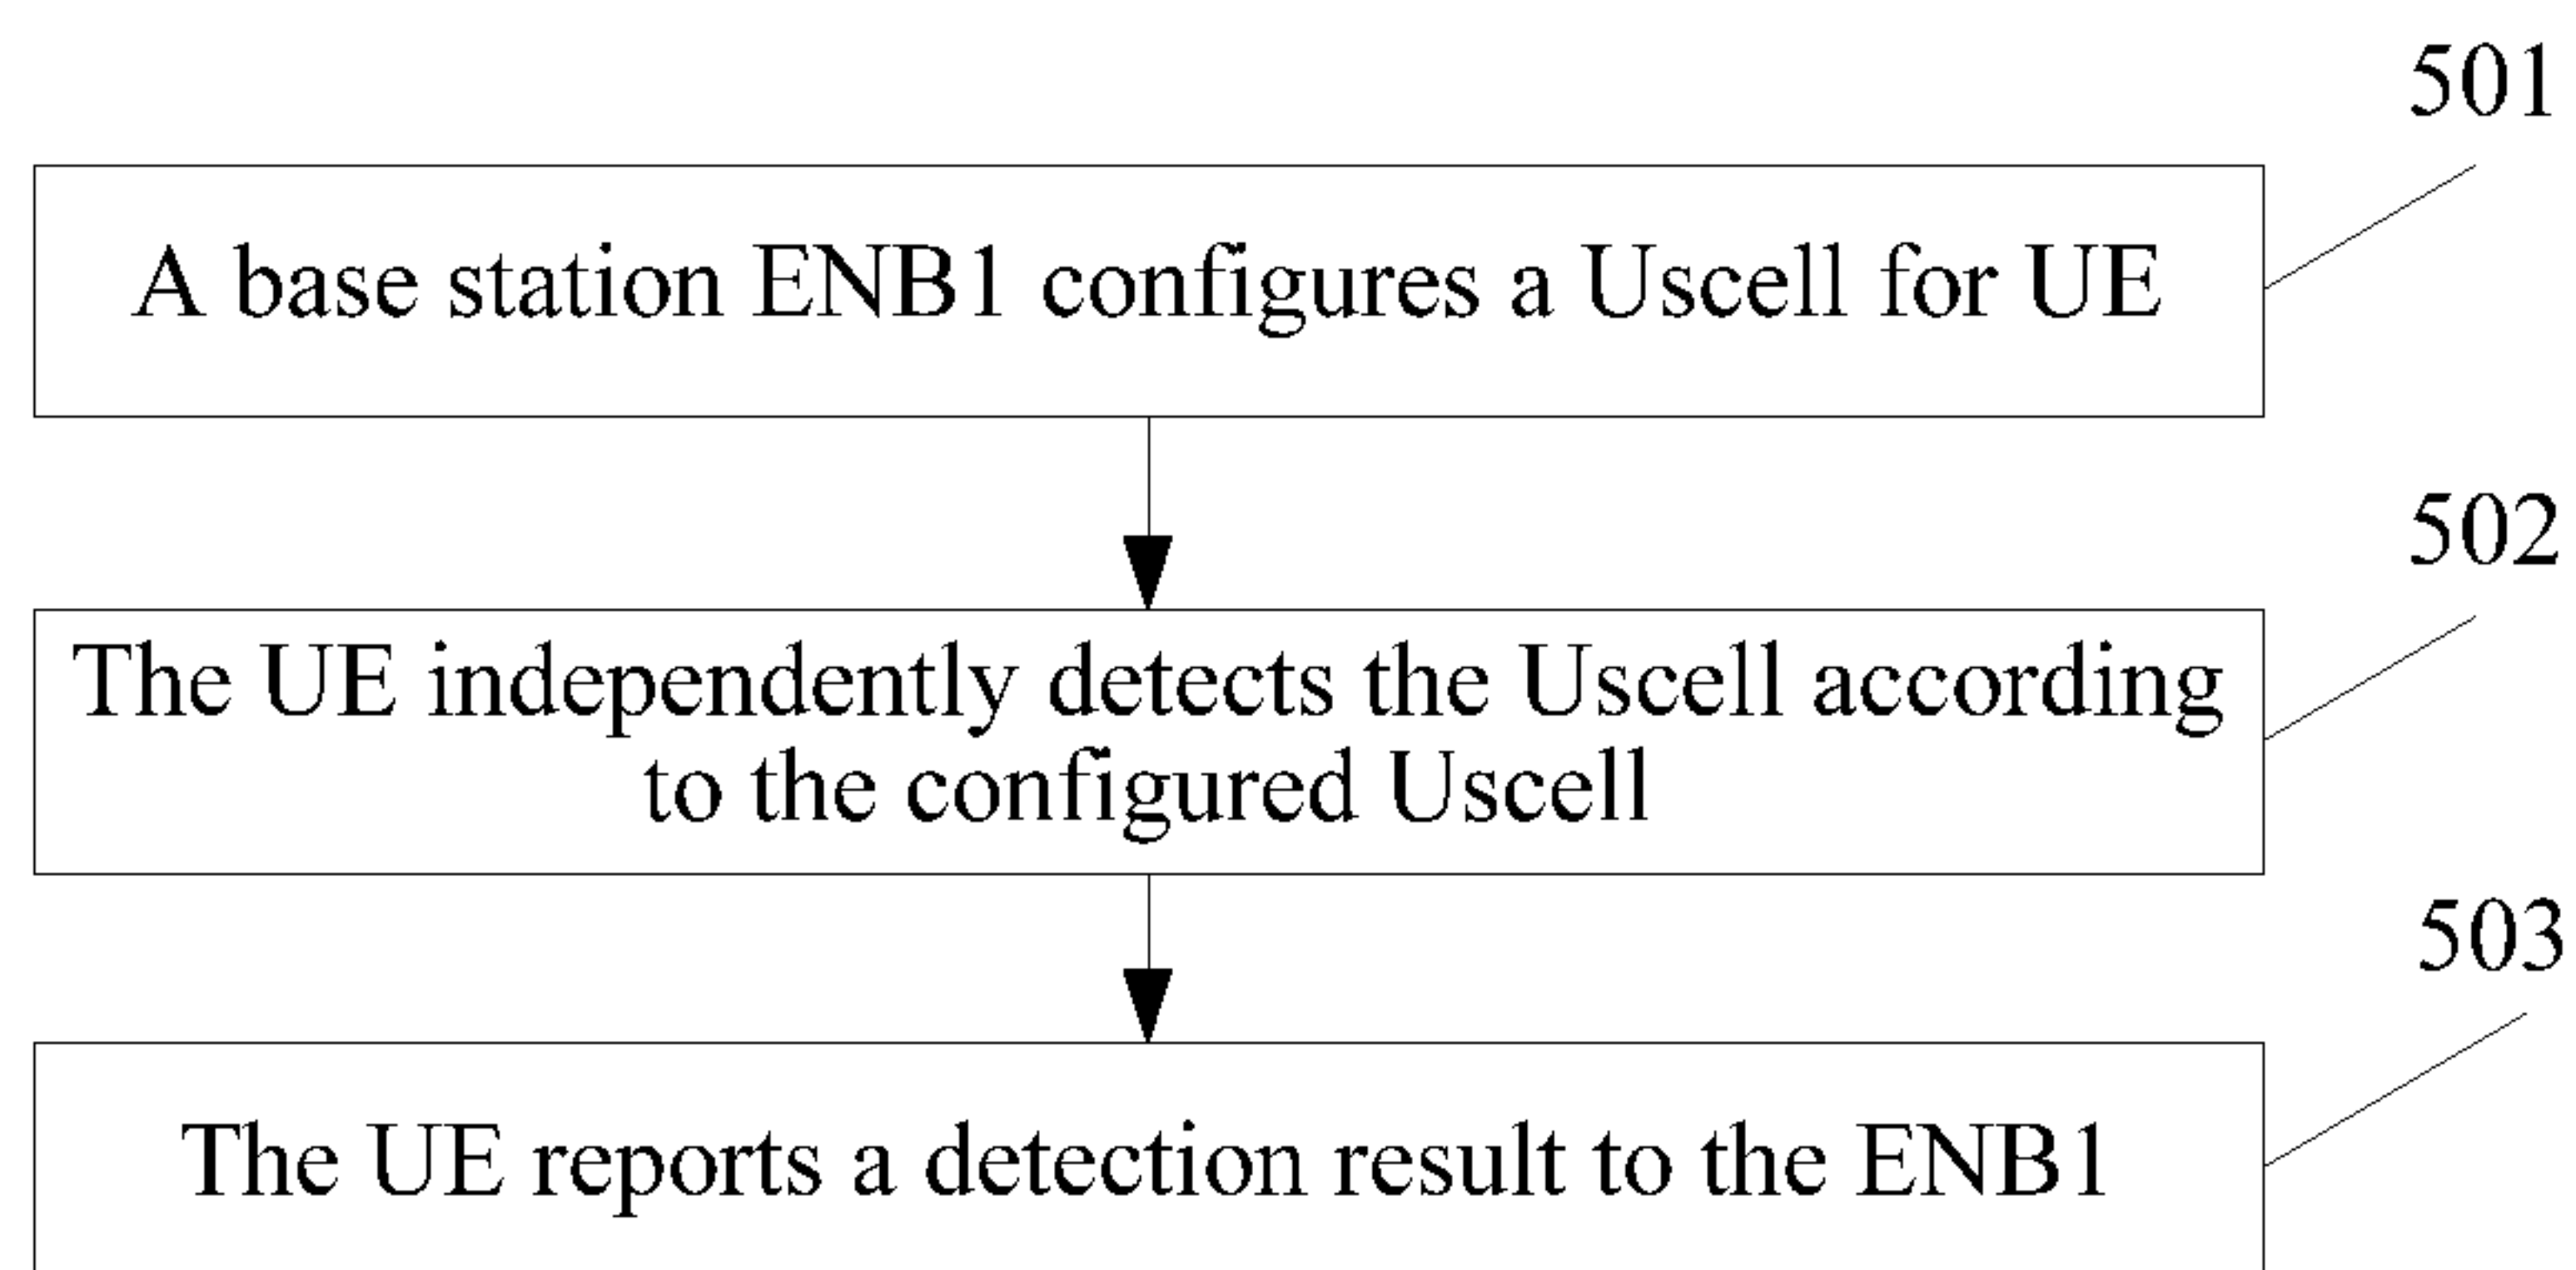 501
A base station ENB1 configures a Uscell for UE
502
The UE independently detects the Uscell according
to the configured Uscell
503
The UE reports a detection result to the ENB1